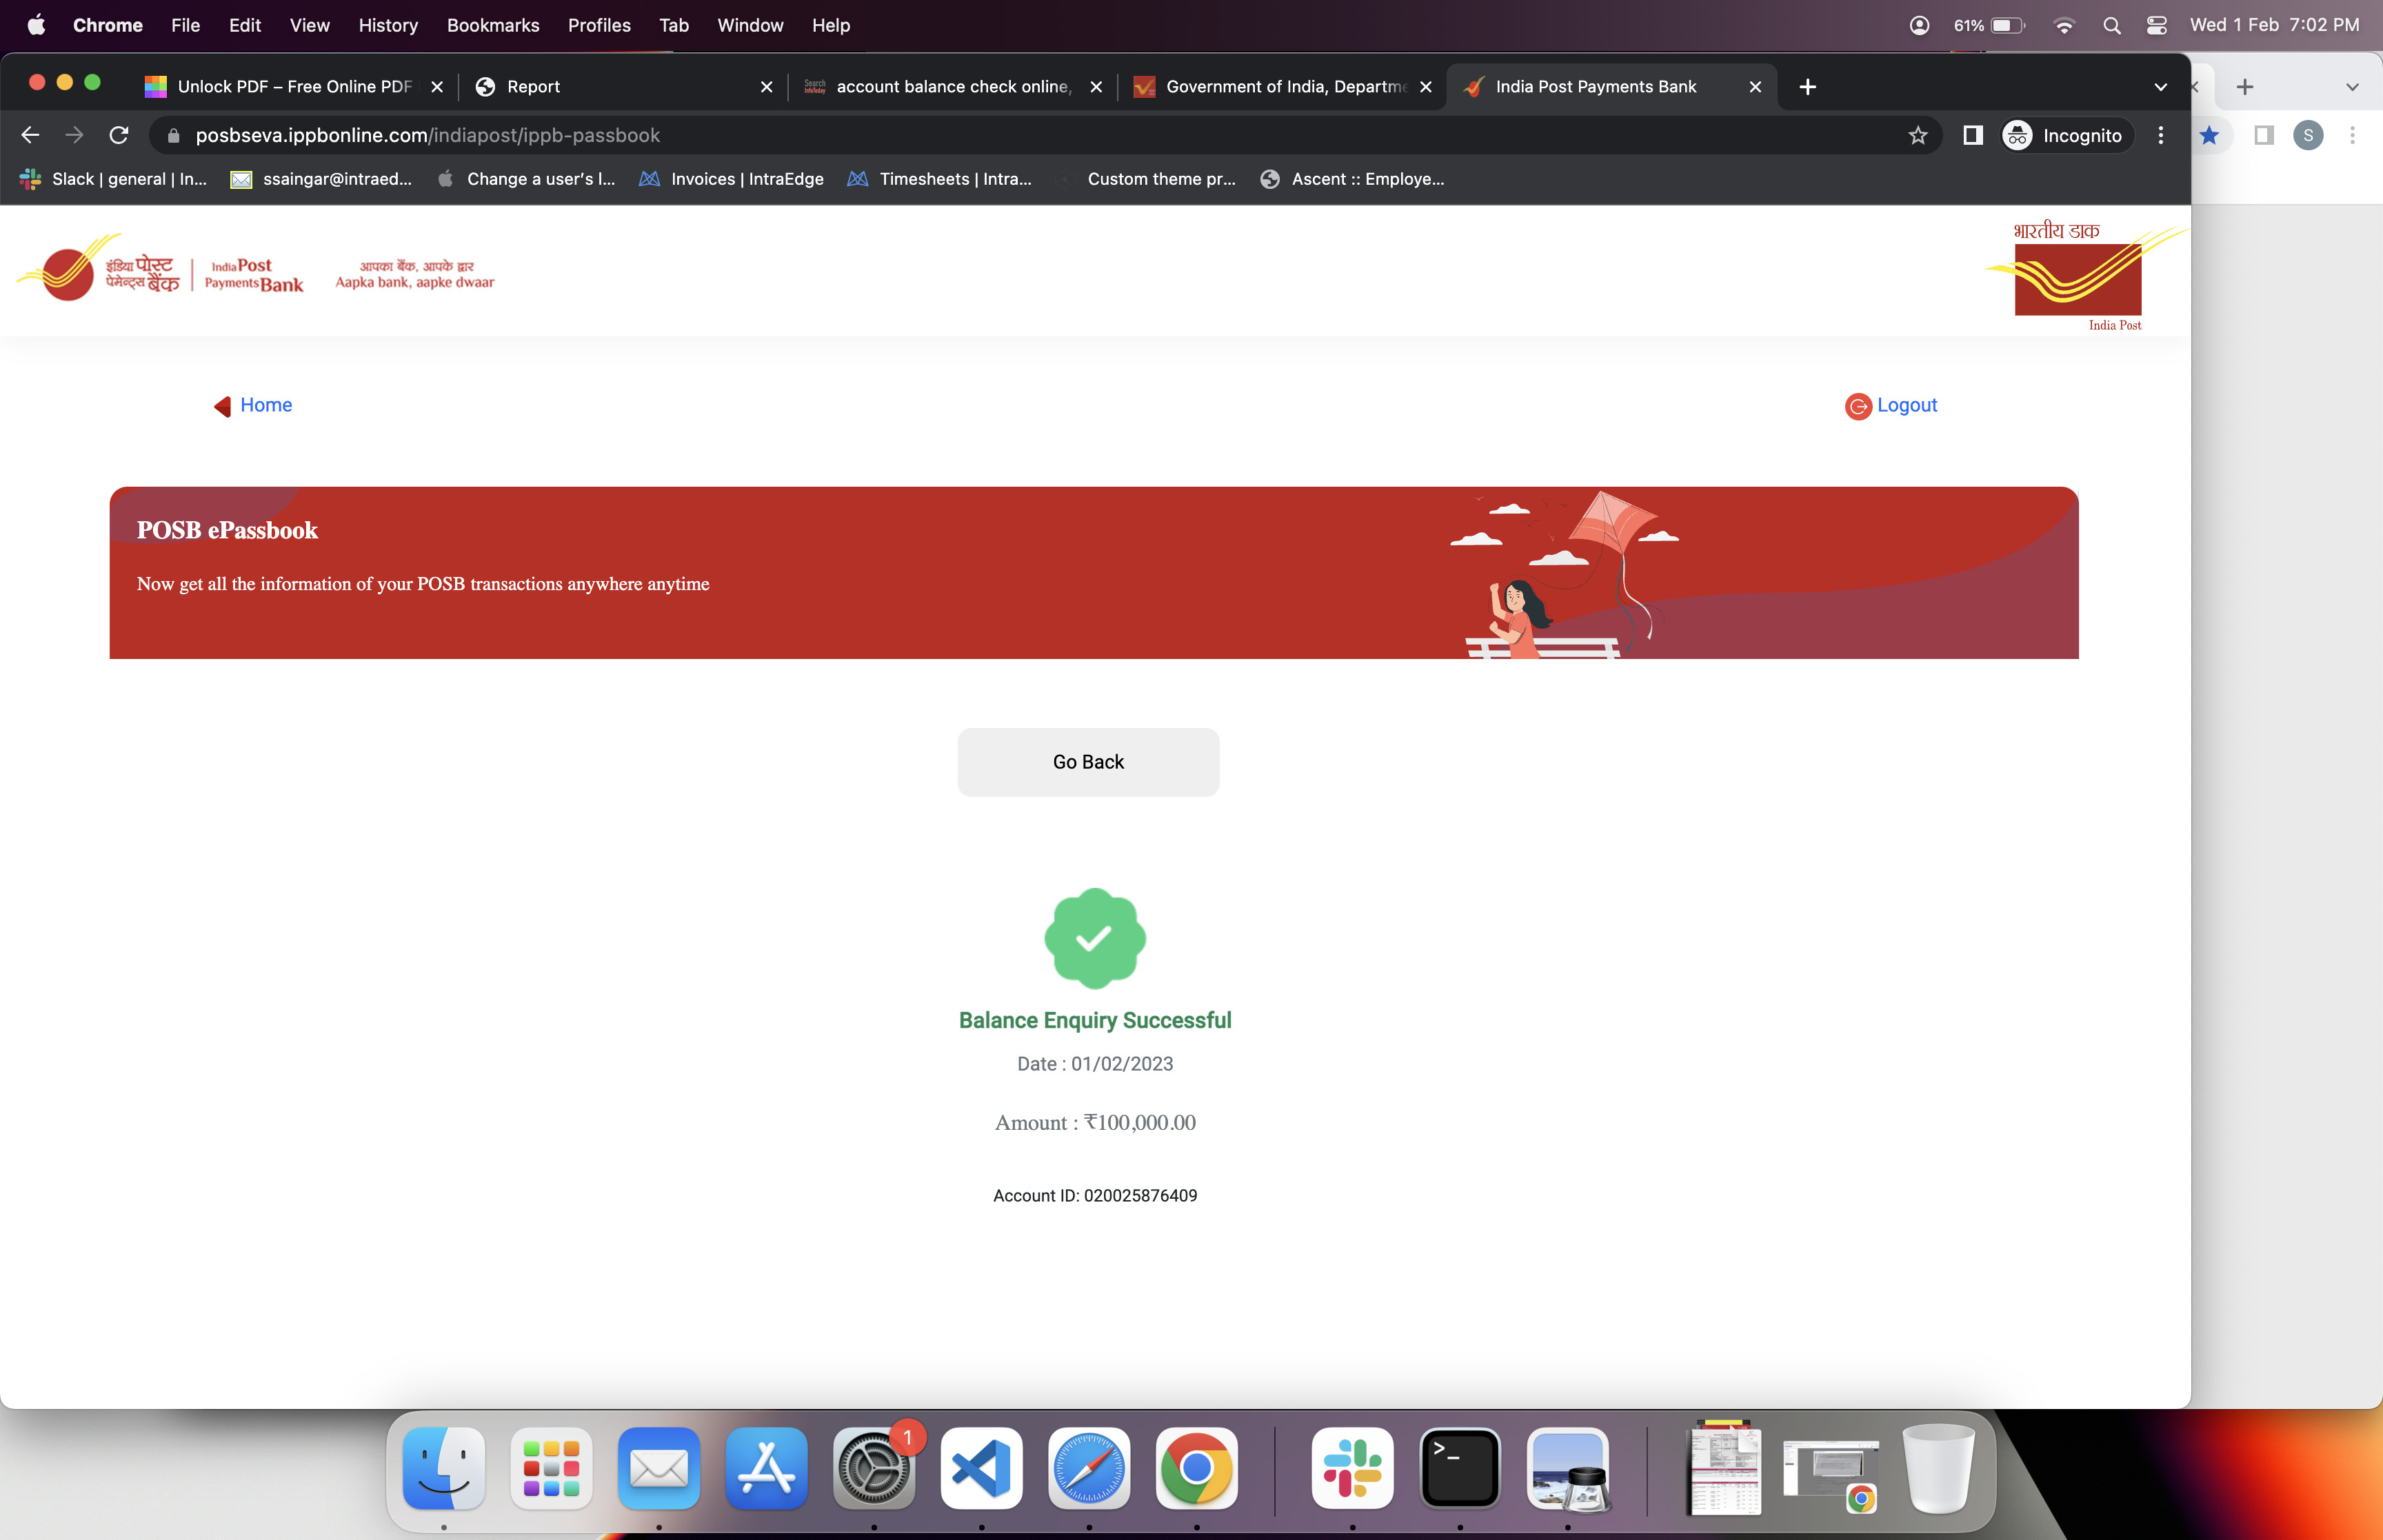 Chrome File Edit View History Bookmarks Profiles Tab Window Help 61% Wed 1 Feb 7:02 PM
Unlock PDF – Free Online PDF Report Search InfoToday account balance check online, Government of India, Departme India Post Payments Bank
posbseva.ippbonline.com/indiapost/ippb-passbook Incognito S
Slack | general | In... ssaingar@intraed... Change a user's l... Invoices | IntraEdge Timesheets | Intra... Custom theme pr... Ascent :: Employe...
भारतीय डाक
इंडिया पोस्ट
पेमेन्ट्स बैंक
India Post
Payments Bank
आपका बैंक, आपके द्वार
Aapka bank, aapke dwaar
India Post
Home Logout
POSB ePassbook
Now get all the information of your POSB transactions anywhere anytime
Go Back
Balance Enquiry Successful
Date : 01/02/2023
Amount : ₹100,000.00
Account ID: 020025876409
1
>_